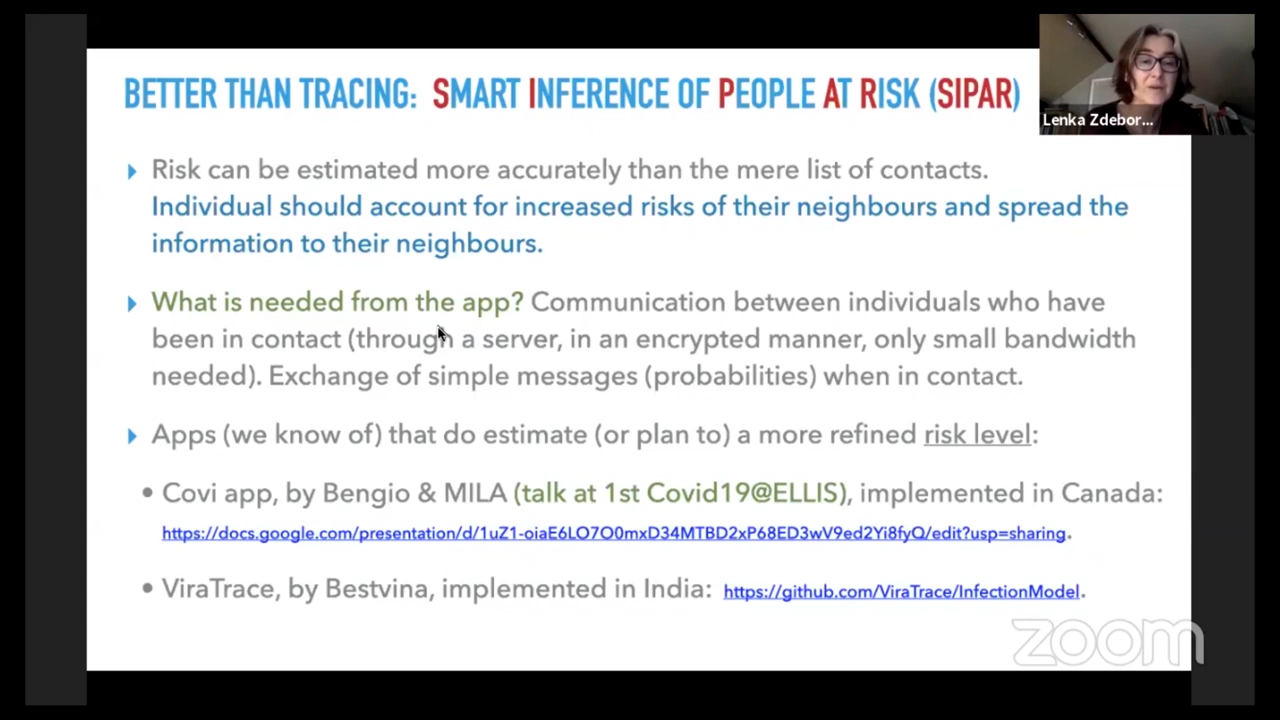 BETTER THAN TRACING: SMART INFERENCE OF PEOPLE AT RISK (SIPAR)
Lenka Zdebor...
Risk can be estimated more accurately than the mere list of contacts.
Individual should account for increased risks of their neighbours and spread the
information to their neighbours.
What is needed from the app? Communication between individuals who have
been in contact (through a server, in an encrypted manner, only small bandwidth
needed). Exchange of simple messages (probabilities) when in contact.
Apps (we know of) that do estimate (or plan to) a more refined risk level:
• Covi app, by Bengio & MILA (talk at 1st Covid19@ELLIS), implemented in Canada:
https://docs.google.com/presentation/d/1uZ1-oiaE6LO7O0mxD34MTBD2xP68ED3wV9ed2Yi8fyQ/edit?usp=sharing.
• ViraTrace, by Bestvina, implemented in India: https://github.com/ViraTrace/InfectionModel.
zoom